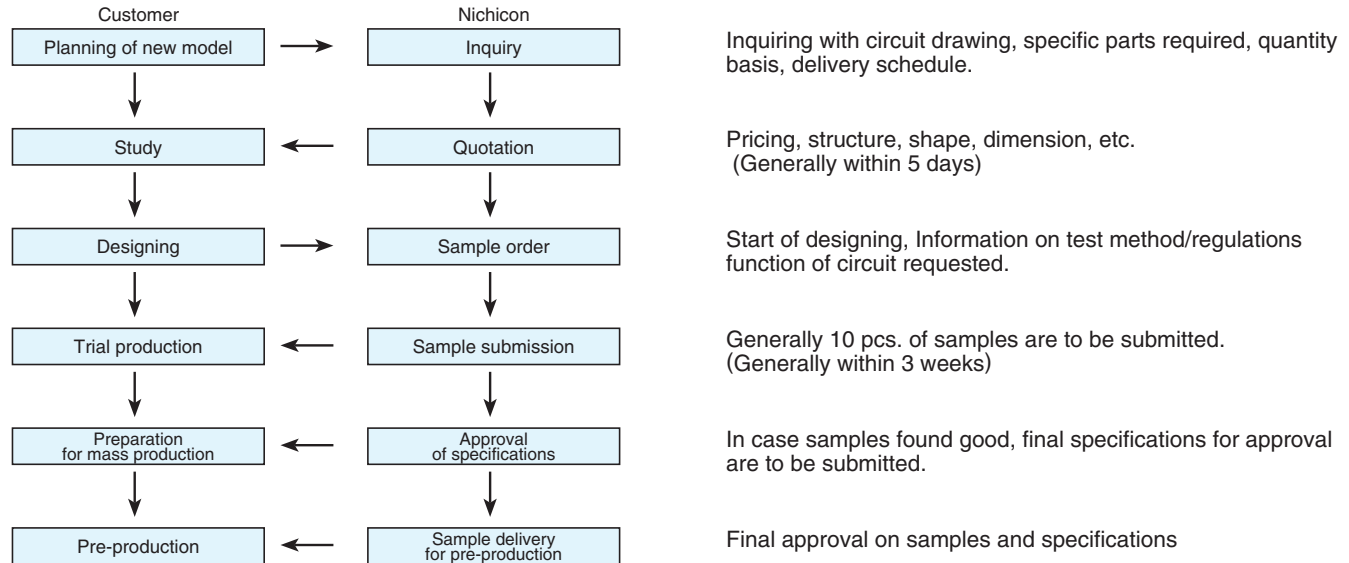 Customer
Nichicon
Planning of new model
Inquiry
Inquiring with circuit drawing, specific parts required, quantity
basis, delivery schedule.
Study
Quotation
Pricing, structure, shape, dimension, etc.
(Generally within 5 days)
Designing
Sample order
Start of designing, Information on test method/regulations
function of circuit requested.
Trial production
Sample submission
Generally 10 pcs. of samples are to be submitted.
(Generally within 3 weeks)
Preparation
for mass production
Approval
of specifications
In case samples found good, final specifications for approval
are to be submitted.
Pre-production
Sample delivery
for pre-production
Final approval on samples and specifications